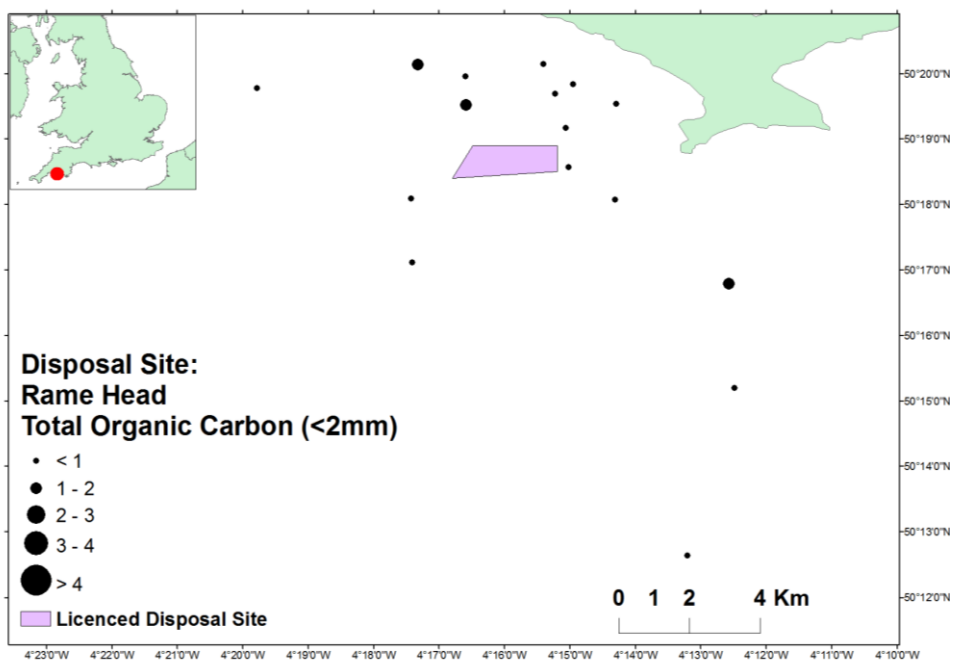 50°20'0"N
50°19'0"N
50°18'0"N
50°17'0"N
50°16'0"N
50°15'0"N
50°14'0"N
50°13'0"N
50°12'0"N
Disposal Site:
Rame Head
Total Organic Carbon (<2mm)
< 1
1 - 2
2 - 3
3 - 4
> 4
Licenced Disposal Site
0 1 2 4 Km
4°23'0"W 4°22'0"W 4°21'0"W 4°20'0"W 4°19'0"W 4°18'0"W 4°17'0"W 4°16'0"W 4°15'0"W 4°14'0"W 4°13'0"W 4°12'0"W 4°11'0"W 4°10'0"W